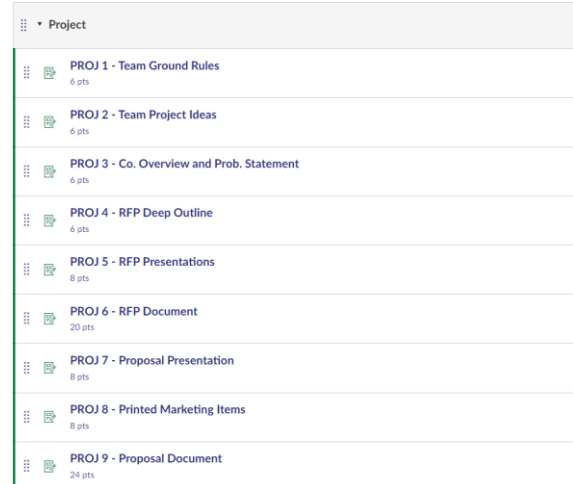 Project
PROJ 1 - Team Ground Rules
6 pts
PROJ 2 - Team Project Ideas
6 pts
PROJ 3 - Co. Overview and Prob. Statement
6 pts
PROJ 4 - RFP Deep Outline
6 pts
PROJ 5 - RFP Presentations
8 pts
PROJ 6 - RFP Document
20 pts
PROJ 7 - Proposal Presentation
8 pts
PROJ 8 - Printed Marketing Items
8 pts
PROJ 9 - Proposal Document
24 pts